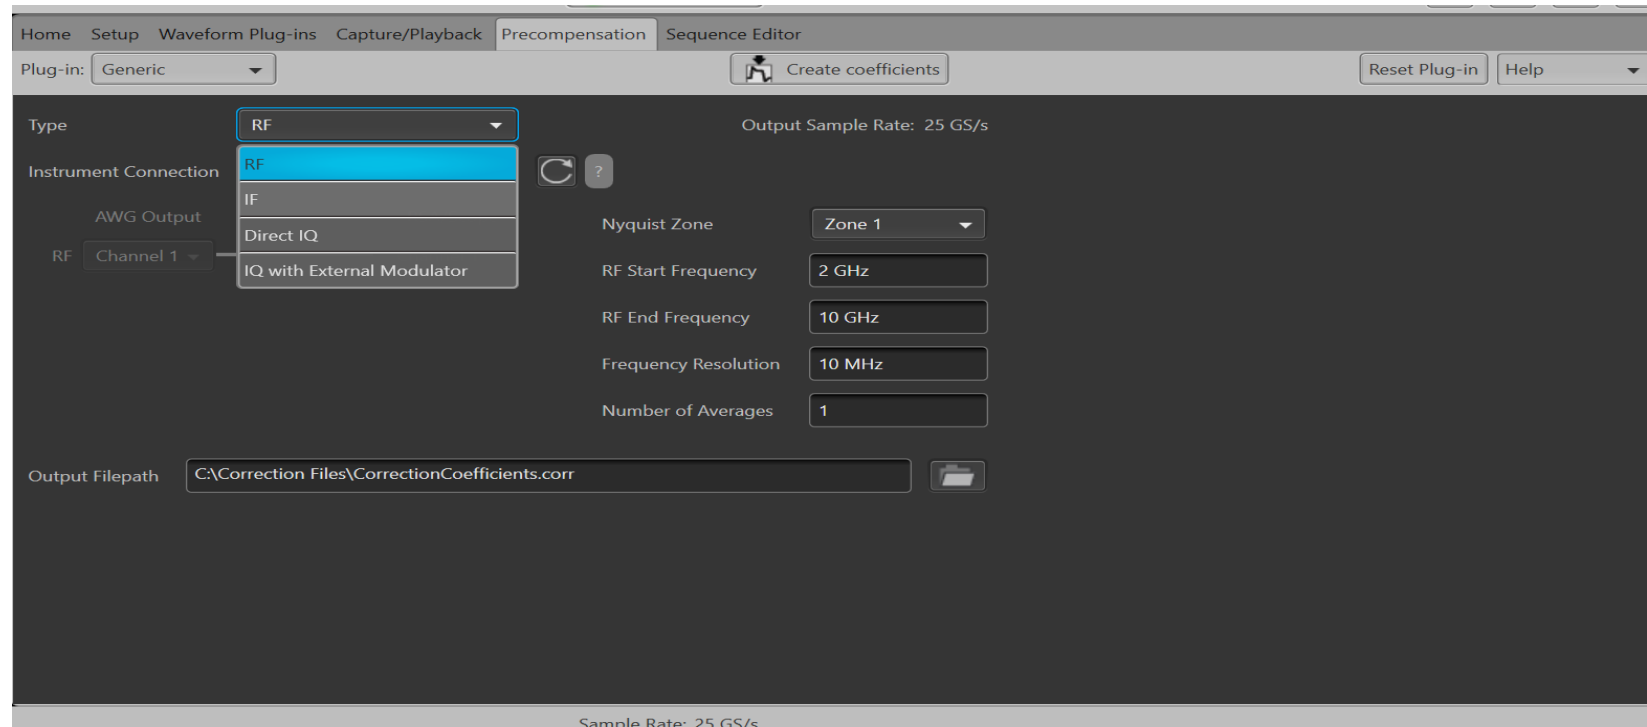 Home Setup Waveform Plug-ins Capture/Playback Precompensation Sequence Editor
Plug-in: Generic Create coefficients Reset Plug-in Help
Type RF Output Sample Rate: 25 GS/s
RF
Instrument Connection ?
IF
AWG Output
Direct IQ
Nyquist Zone Zone 1
RF Channel 1
IQ with External Modulator
RF Start Frequency 2 GHz
RF End Frequency 10 GHz
Frequency Resolution 10 MHz
Number of Averages 1
Output Filepath C:\Correction Files\CorrectionCoefficients.corr
Sample Rate: 25 GS/s